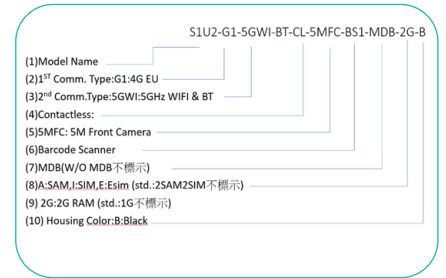 S1U2-G1-5GWI-BT-CL-5MFC-BS1-MDB-2G-B
(1)Model Name
(2)1ST Comm. Type:G1:4G EU
(3)2nd Comm.Type:5GWI:5GHz WIFI & BT
(4)Contactless:
(5)5MFC: 5M Front Camera
(6)Barcode Scanner
(7)MDB(W/O MDB不標示)
(8)A:SAM,I:SIM,E:Esim (std.:2SAM2SIM不標示)
(9) 2G:2G RAM (std.:1G不標示)
(10) Housing Color:B:Black